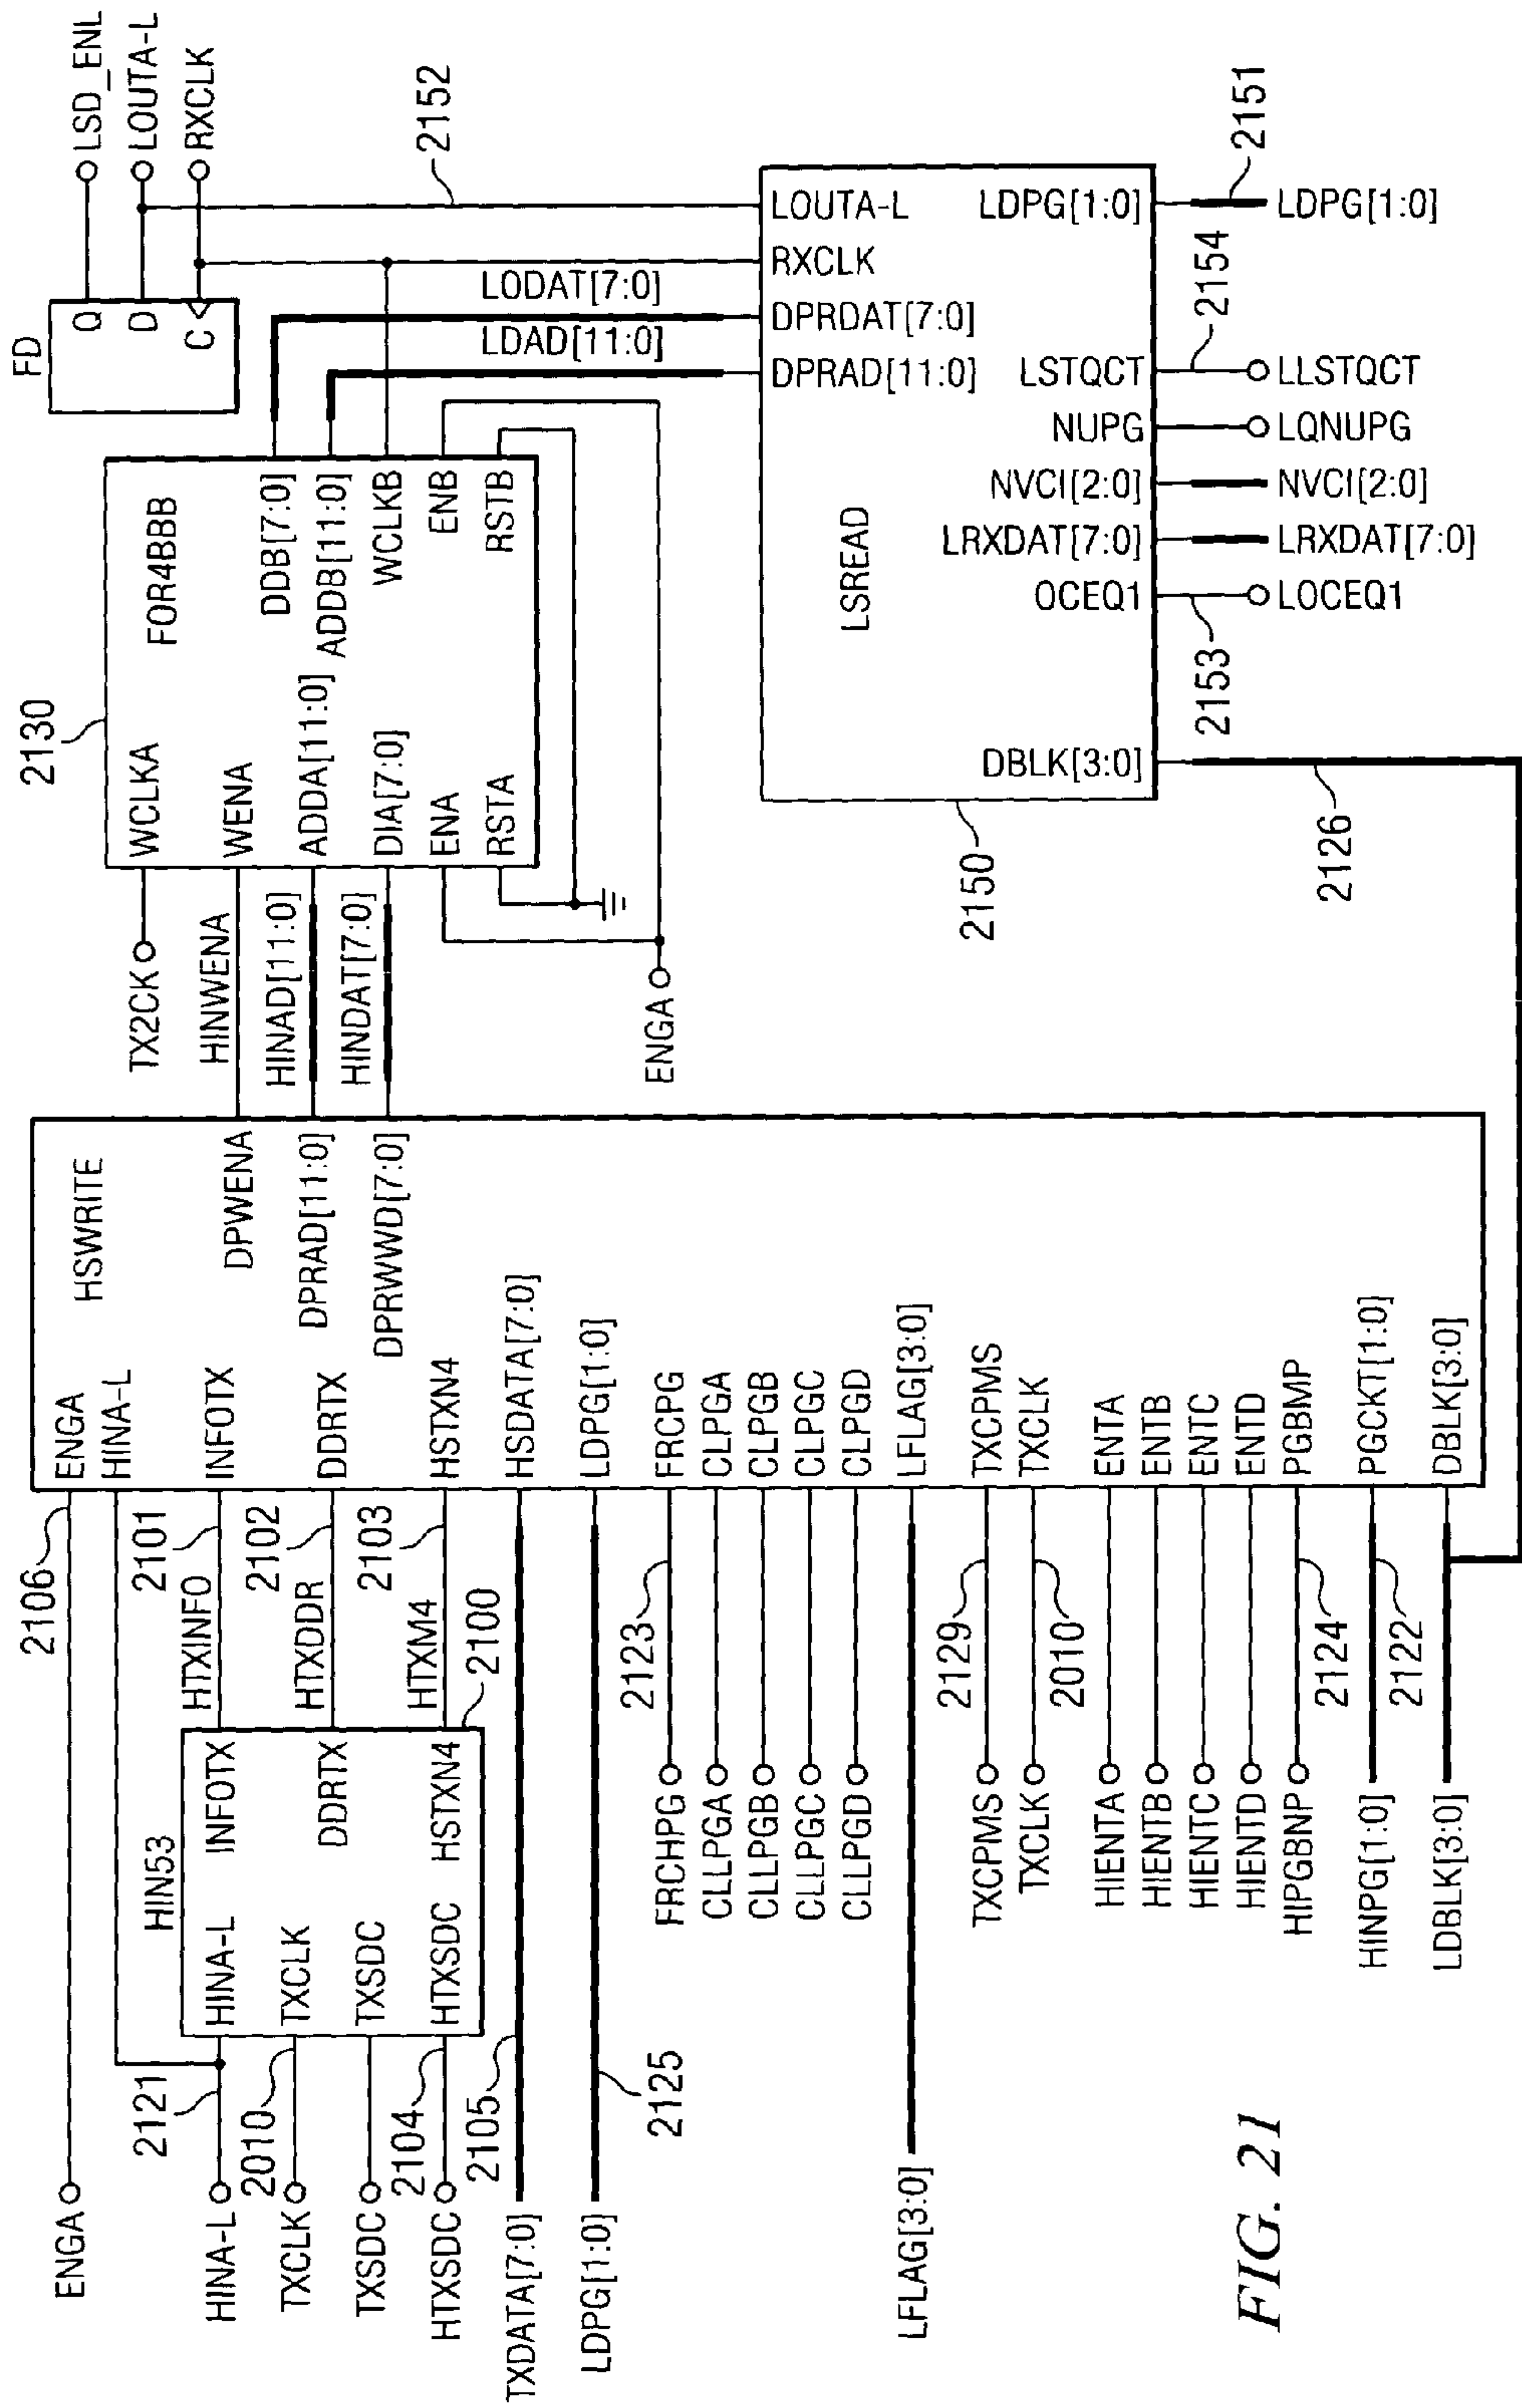 ENGA
2106
ENGA
HSWRITE
HINA-L
HINA-L
2121
HIN53
HINA-L
INFOTX
HTXINFO
2101
INFOTX
TXCLK
2010
TXCLK
DDRTX
HTXDDR
2102
DDRTX
TXSDC
TXSDC
HTXSDC
2104
HTXSDC
HSTXN4
HTXM4
2103
HSTXN4
2100
TXDATA[7:0]
2105
HSDATA[7:0]
LDPG[1:0]
2125
LDPG[1:0]
FRCHPG
2123
FRCPG
CLLPGA
CLPGA
CLLPGB
CLPGB
CLLPGC
CLPGC
CLLPGD
CLPGD
LFLAG[3:0]
LFLAG[3:0]
TXCPMS
2129
TXCPMS
TXCLK
2010
TXCLK
HIENTA
ENTA
HIENTB
ENTB
HIENTC
ENTC
HIENTD
ENTD
HIPGBNP
2124
PGBMP
HINPG[1:0]
2122
PGCKT[1:0]
LDBLK[3:0]
DBLK[3:0]
DPWENA
DPRAD[11:0]
DPRWWD[7:0]
TX2CK
HINWENA
HINAD[11:0]
HINDAT[7:0]
ENGA
2130
FOR4BBB
WCLKA
WENA
ADDA[11:0]
DIA[7:0]
ENA
RSTA
DDB[7:0]
ADDB[11:0]
WCLKB
ENB
RSTB
FD
Q
D
C
LSD_ENL
LOUTA-L
RXCLK
2152
LODAT[7:0]
LDAD[11:0]
LOUTA-L
RXCLK
DPRDAT[7:0]
DPRAD[11:0]
LSREAD
2150
LDPG[1:0]
2151
LDPG[1:0]
LSTQCT
2154
LLSTQCT
NUPG
LQNUPG
NVCI[2:0]
NVCI[2:0]
LRXDAT[7:0]
LRXDAT[7:0]
OCEQ1
2153
LOCEQ1
DBLK[3:0]
2126
FIG. 21